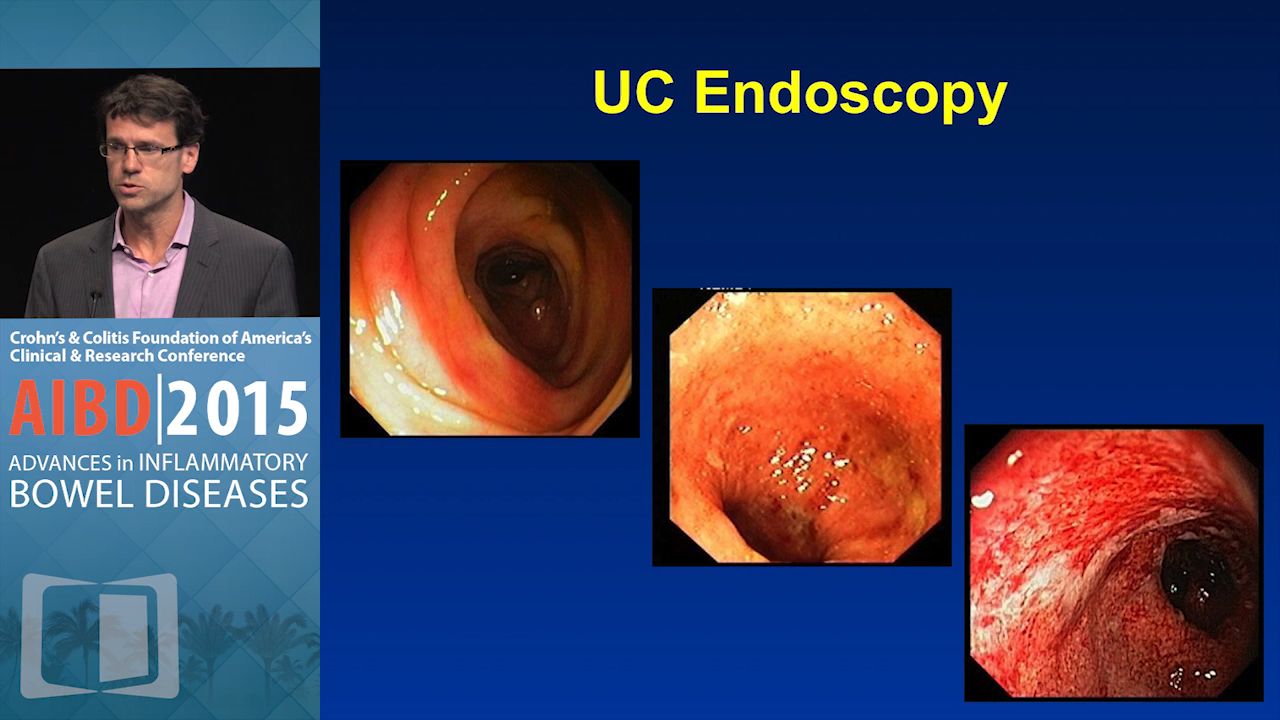 UC Endoscopy
Crohn's & Colitis Foundation of America's
Clinical & Research Conference
AIBD|2015
ADVANCES in INFLAMMATORY
BOWEL DISEASES